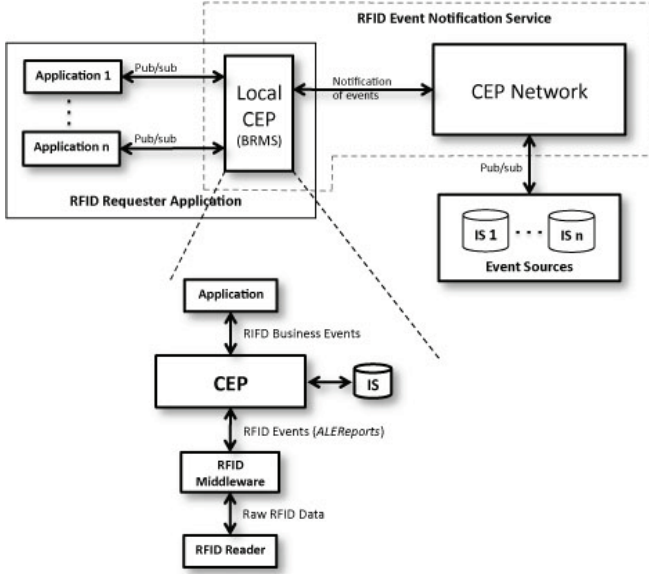 RFID Event Notification Service
Application 1
Pub/sub
Local
CEP
(BRMS)
Notification
of events
CEP Network
Application n
Pub/sub
RFID Requester Application
Pub/sub
IS 1
IS n
Event Sources
Application
RIFD Business Events
CEP
IS
RFID Events (ALEReports)
RFID
Middleware
Raw RFID Data
RFID Reader